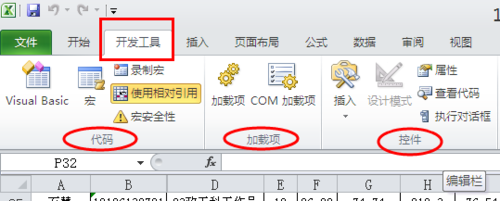 1
文件 开始 开发工具 插入 页面布局 公式 数据 审阅 视图
Visual Basic 宏 录制宏 使用相对引用 宏安全性
加载项 COM 加载项
插入 设计模式 属性 查看代码 执行对话框
代码 加载项 控件
P32 fx
编辑栏
A B C D E F G H I J